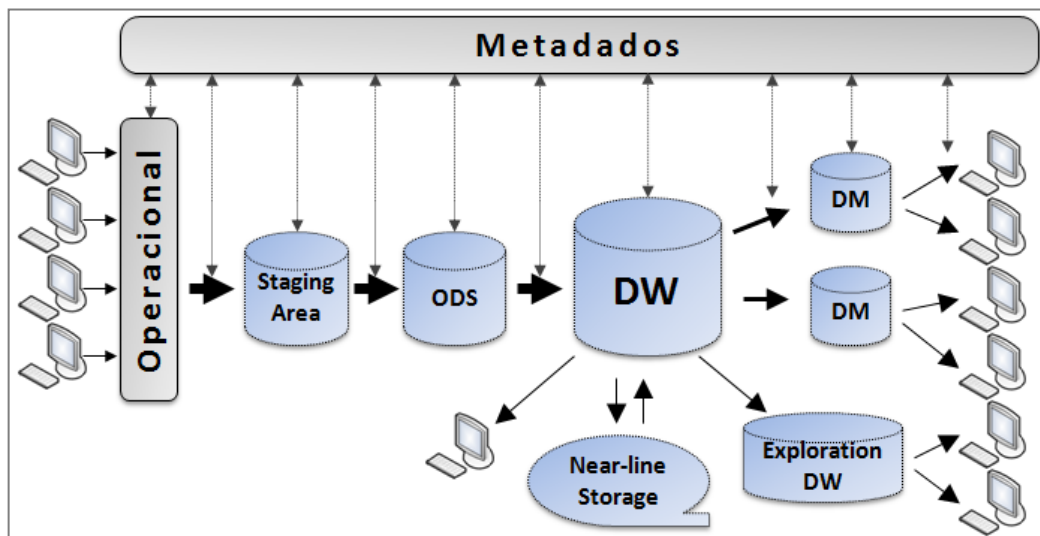 Metadados
Operacional
Staging
Area
ODS
DW
DM
DM
Near-line
Storage
Exploration
DW